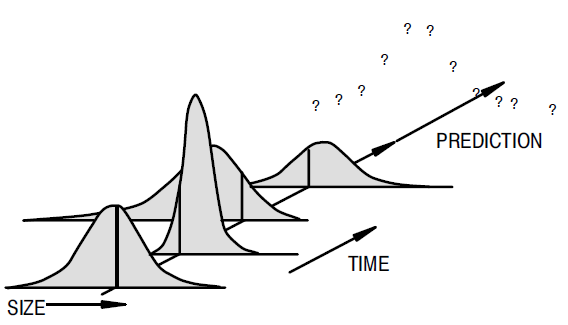 ? ?
?
?
?
? ? ? ? ? ?
PREDICTION
TIME
SIZE